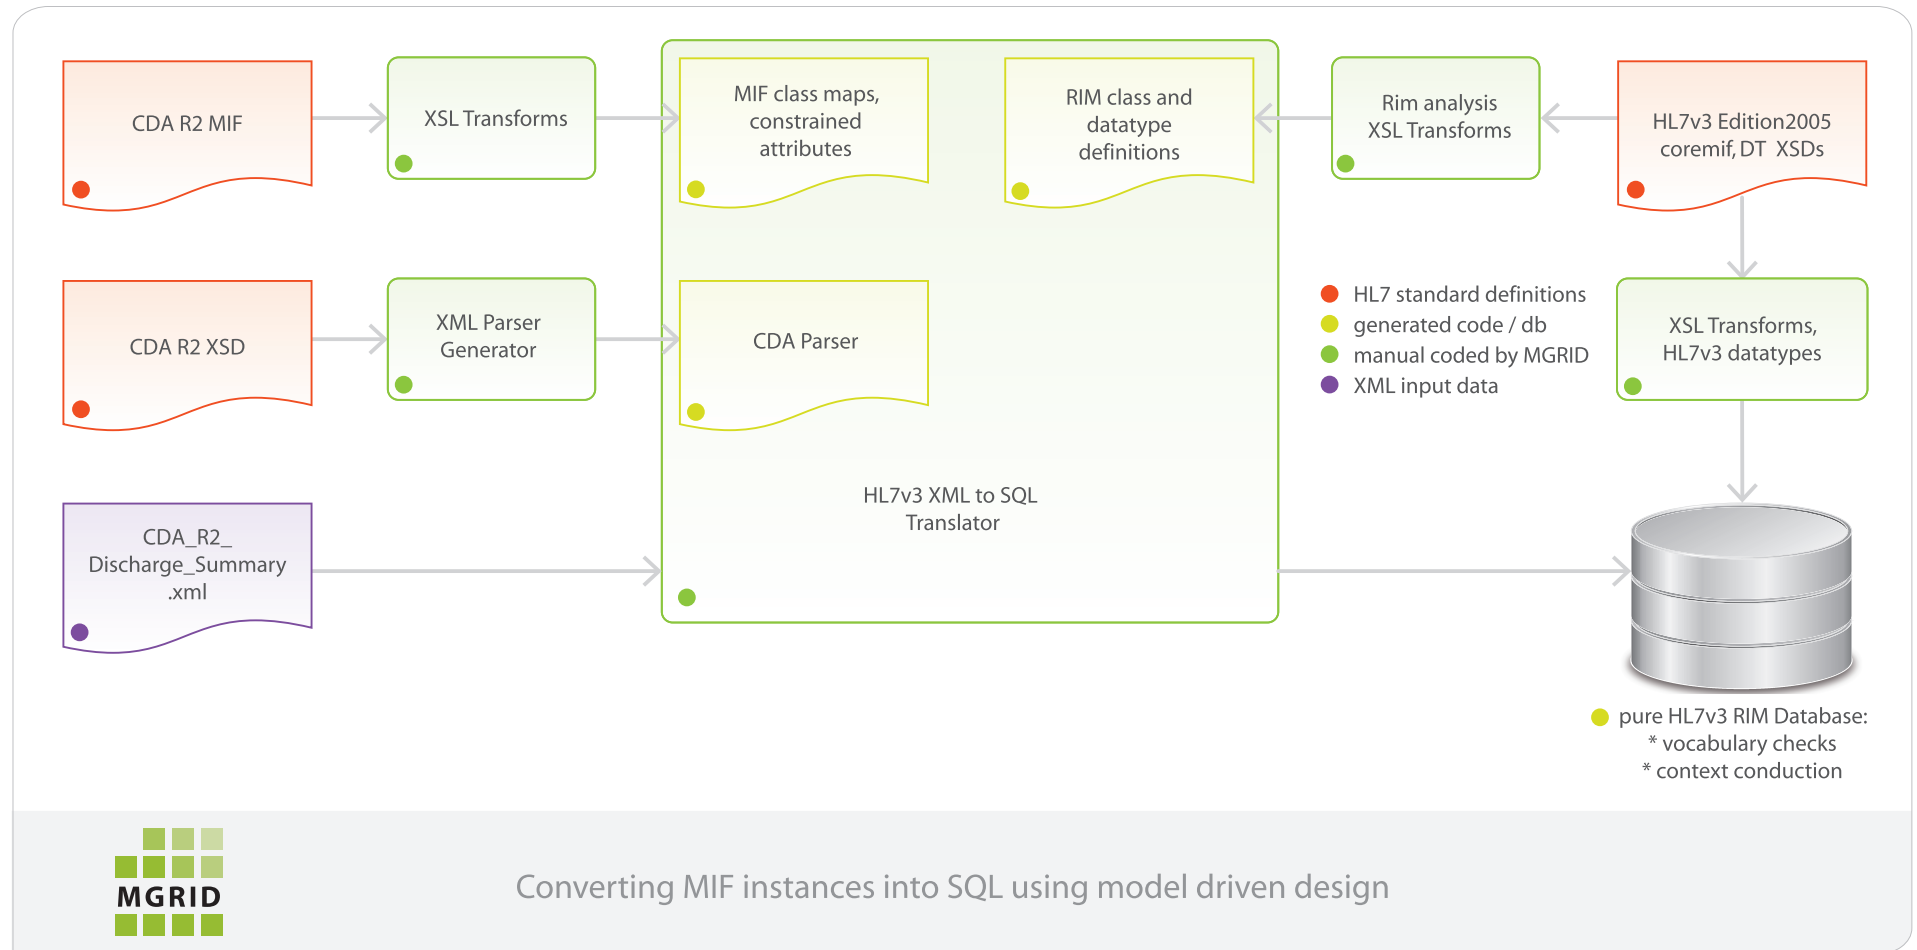 CDA R2 MIF
XSL Transforms
MIF class maps,
constrained
attributes
RIM class and
datatype
definitions
Rim analysis
XSL Transforms
HL7v3 Edition2005
coremif, DT XSDs
CDA R2 XSD
XML Parser
Generator
CDA Parser
HL7 standard definitions
generated code / db
manual coded by MGRID
XML input data
XSL Transforms,
HL7v3 datatypes
CDA_R2_
Discharge_Summary
.xml
HL7v3 XML to SQL
Translator
pure HL7v3 RIM Database:
* vocabulary checks
* context conduction
MGRID
Converting MIF instances into SQL using model driven design